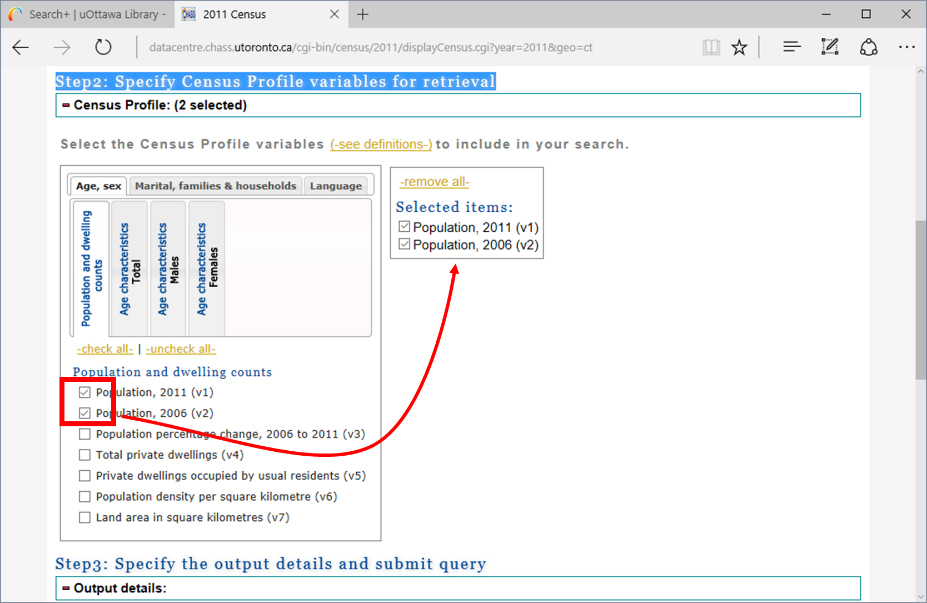 Search+ | uOttawa Library -
2011 Census
datacentre.chass.utoronto.ca/cgi-bin/census/2011/displayCensus.cgi?year=2011&geo=ct
Step2: Specify Census Profile variables for retrieval
Census Profile: (2 selected)
Select the Census Profile variables (-see definitions-) to include in your search.
Age, sex
Marital, families & households
Language
Population and dwelling counts
Age characteristics Total
Age characteristics Males
Age characteristics Females
-check all- | -uncheck all-
Population and dwelling counts
Population, 2011 (v1)
Population, 2006 (v2)
Population percentage change, 2006 to 2011 (v3)
Total private dwellings (v4)
Private dwellings occupied by usual residents (v5)
Population density per square kilometre (v6)
Land area in square kilometres (v7)
-remove all-
Selected items:
Population, 2011 (v1)
Population, 2006 (v2)
Step3: Specify the output details and submit query
Output details: